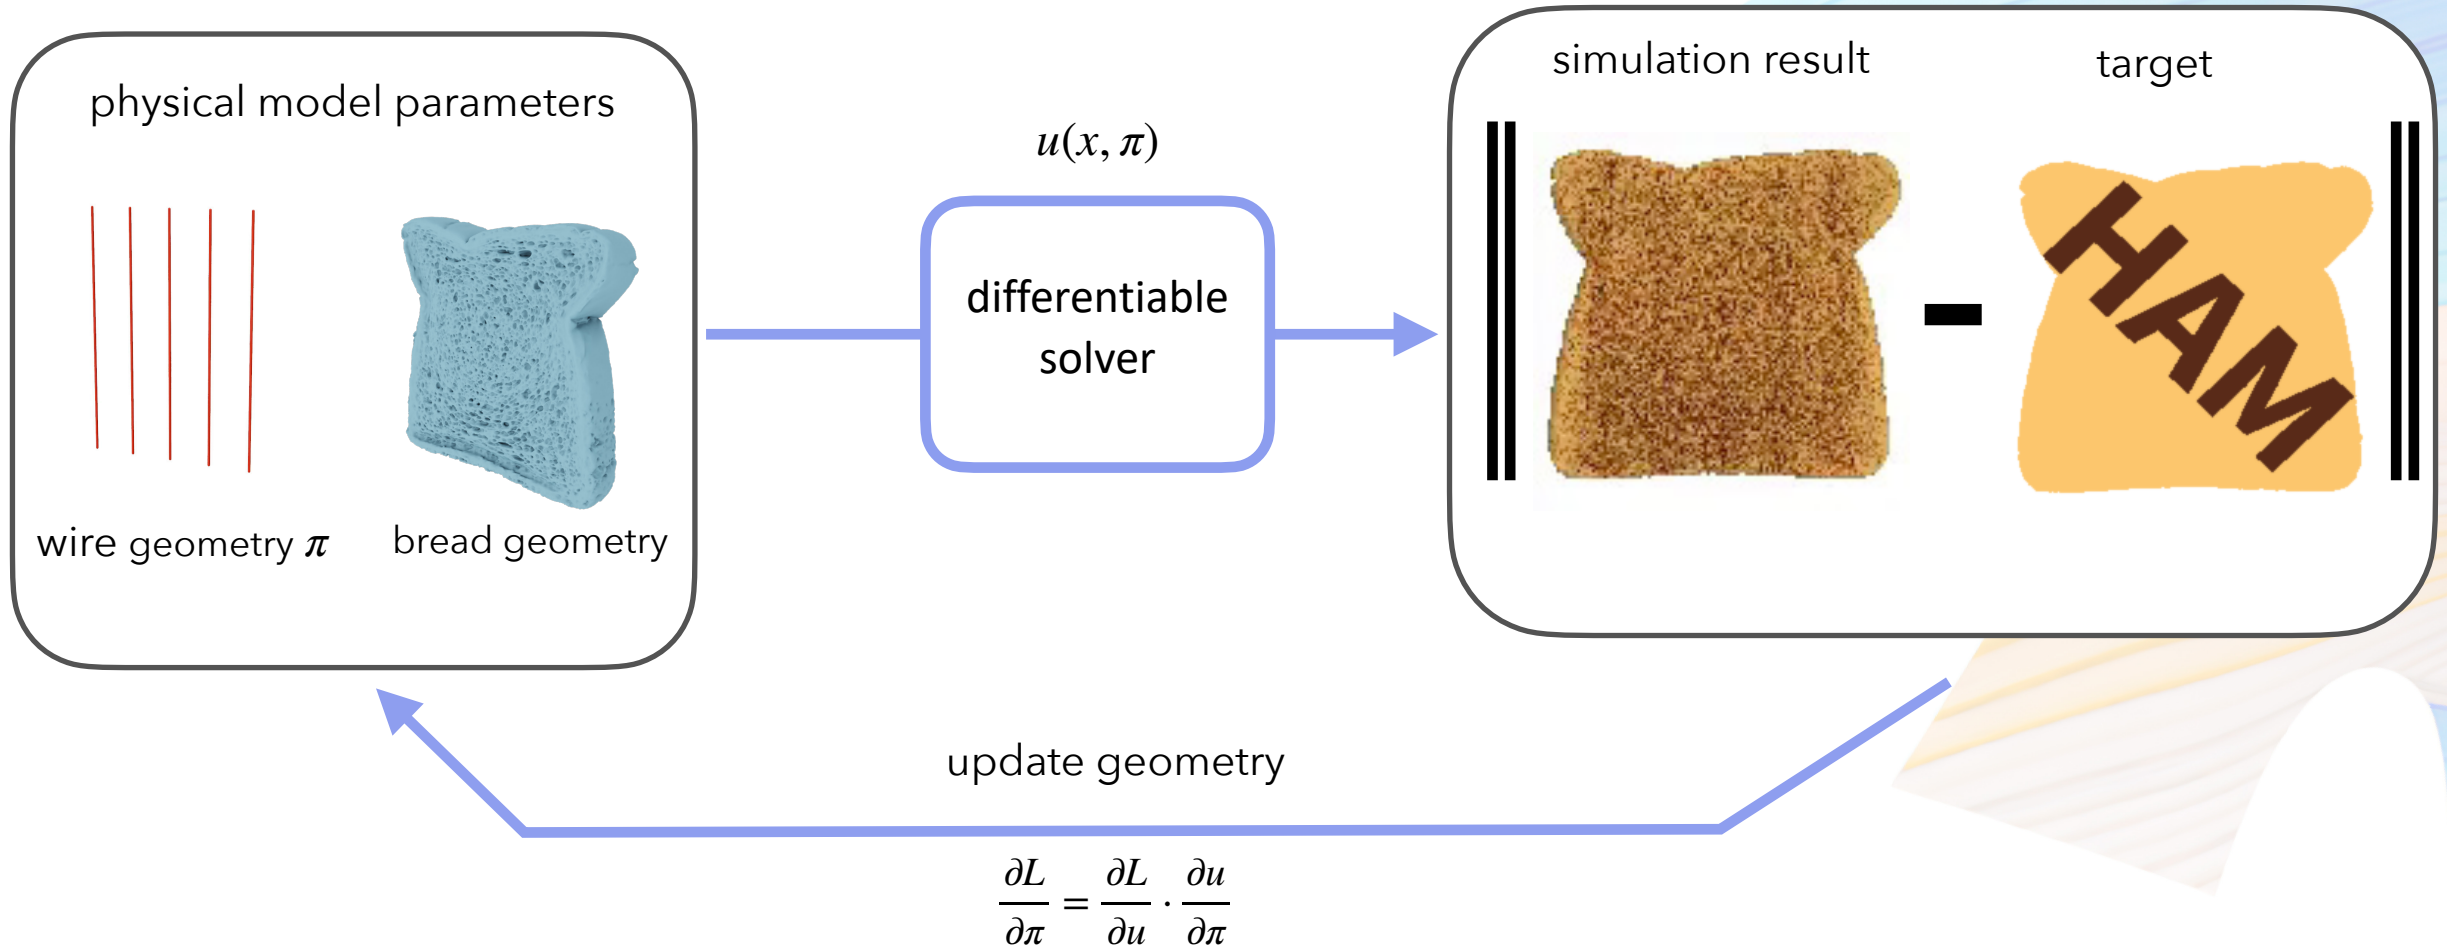 physical model parameters
wire geometry π
bread geometry
u(x, π)
differentiable
solver
simulation result
target
HAM
update geometry
∂L/∂π = ∂L/∂u · ∂u/∂π